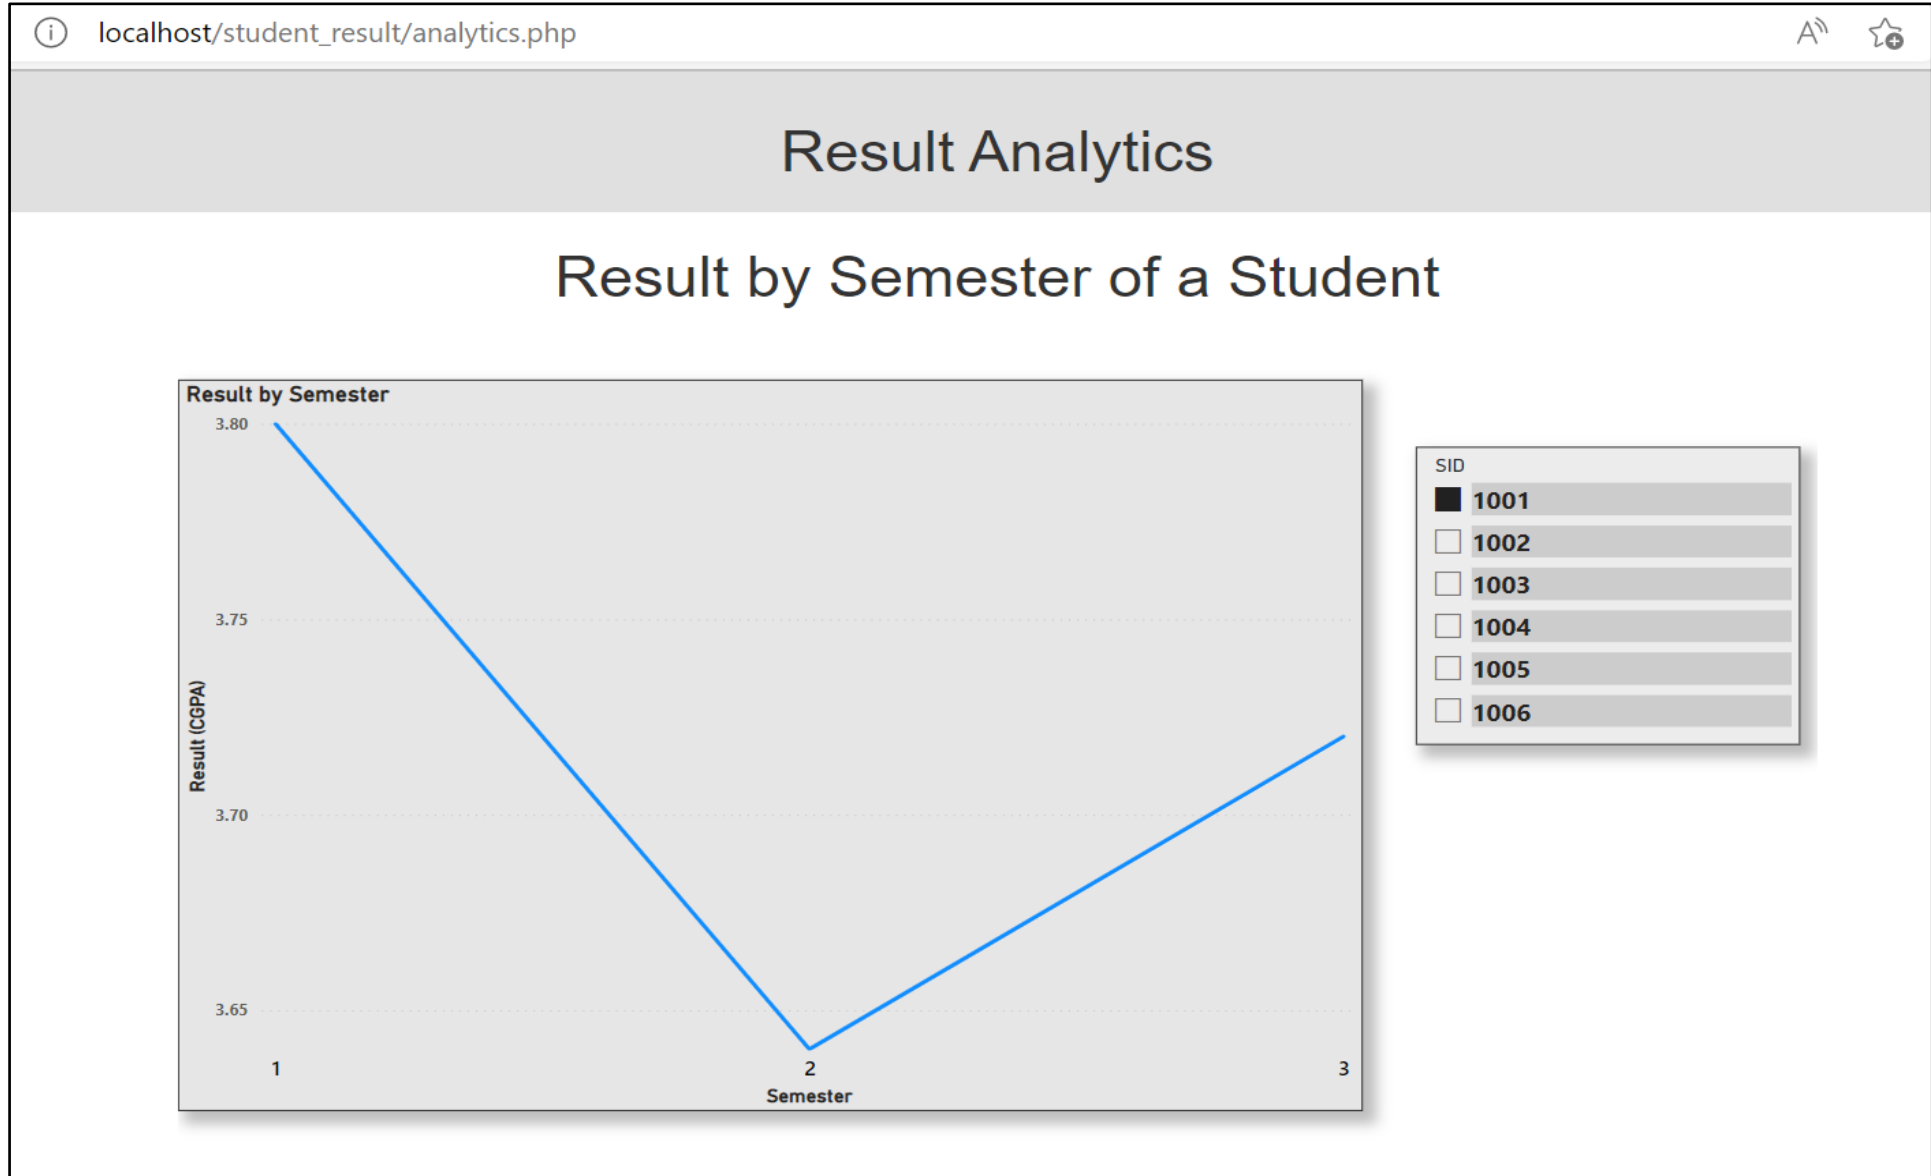 localhost/student_result/analytics.php
Result Analytics
Result by Semester of a Student
Result by Semester
3.80
3.75
3.70
3.65
Result (CGPA)
1 2 3
Semester
SID
1001
1002
1003
1004
1005
1006